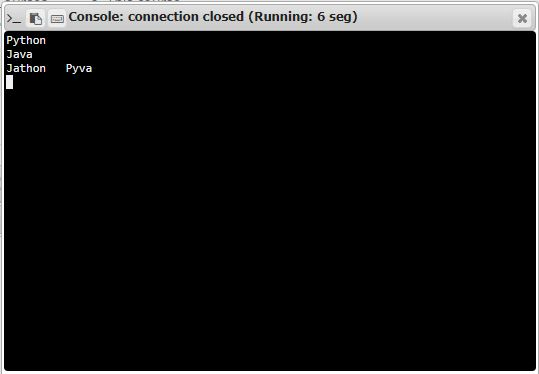 Console: connection closed (Running: 6 seg)
Python
Java
Jathon Pyva